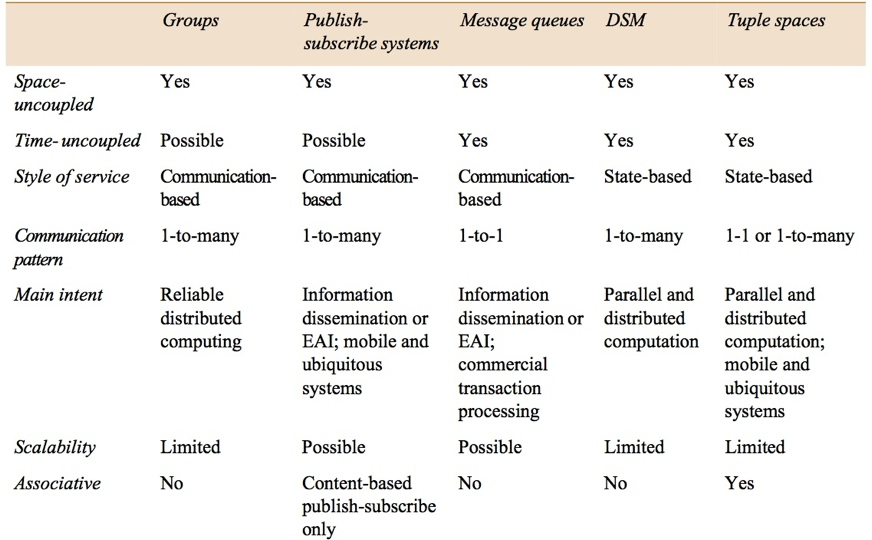 Groups Publish-subscribe systems Message queues DSM Tuple spaces
Space-uncoupled Yes Yes Yes Yes Yes
Time-uncoupled Possible Possible Yes Yes Yes
Style of service Communication-based Communication-based Communication-based State-based State-based
Communication pattern 1-to-many 1-to-many 1-to-1 1-to-many 1-1 or 1-to-many
Main intent Reliable distributed computing Information dissemination or EAI; mobile and ubiquitous systems Information dissemination or EAI; commercial transaction processing Parallel and distributed computation Parallel and distributed computation; mobile and ubiquitous systems
Scalability Limited Possible Possible Limited Limited
Associative No Content-based publish-subscribe only No No Yes